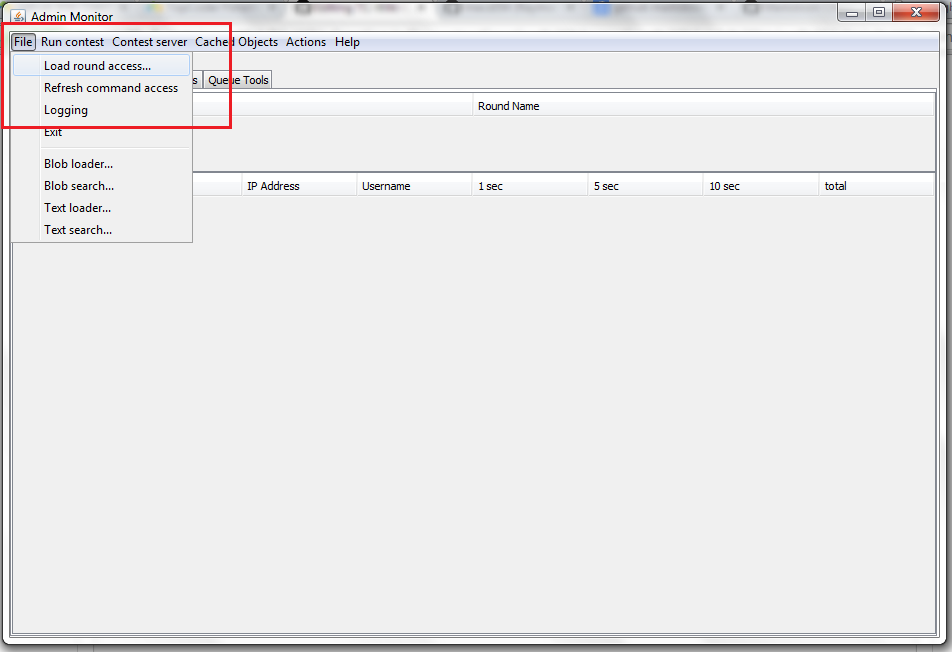 Admin Monitor
File Run contest Contest server Cached Objects Actions Help
Load round access...
s Queue Tools
Refresh command access
Round Name
Logging
Exit
Blob loader...
Blob search...
IP Address Username 1 sec 5 sec 10 sec total
Text loader...
Text search...